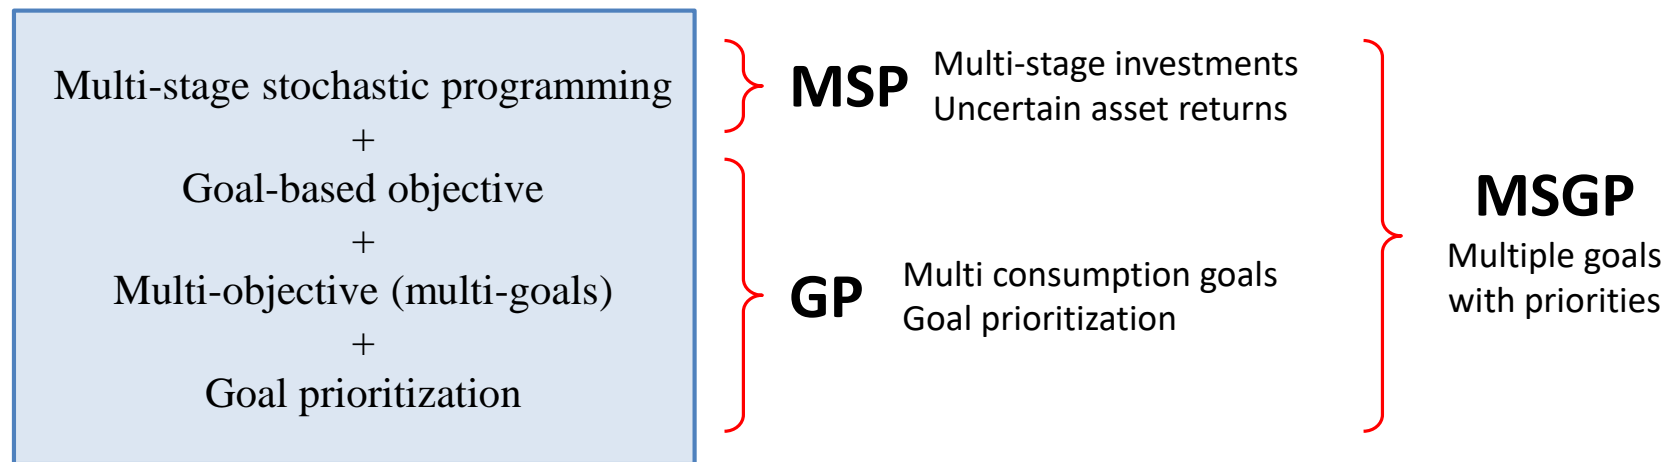 Multi-stage stochastic programming
+
Goal-based objective
+
Multi-objective (multi-goals)
+
Goal prioritization
MSP
Multi-stage investments
Uncertain asset returns
GP
Multi consumption goals
Goal prioritization
MSGP
Multiple goals
with priorities